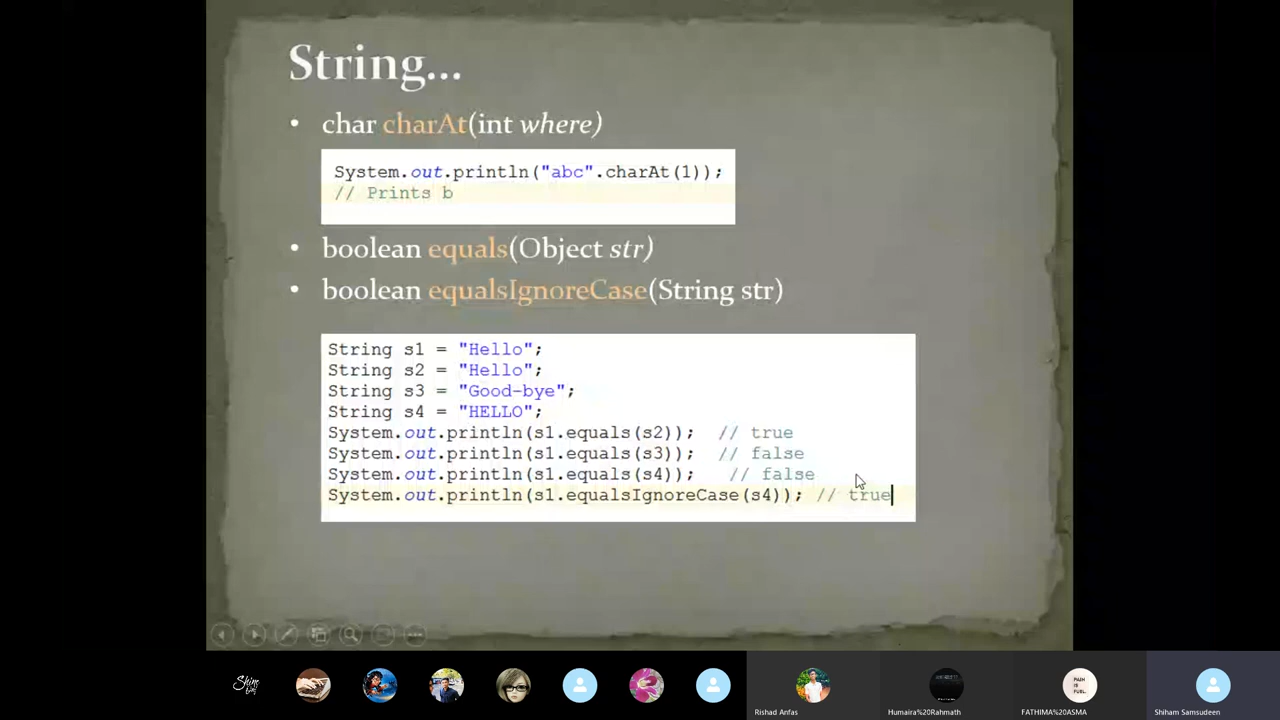 String...
• char charAt(int where)
System.out.println("abc".charAt(1));
// Prints b
• boolean equals(Object str)
• boolean equalsIgnoreCase(String str)
String s1 = "Hello";
String s2 = "Hello";
String s3 = "Good-bye";
String s4 = "HELLO";
System.out.println(s1.equals(s2)); // true
System.out.println(s1.equals(s3)); // false
System.out.println(s1.equals(s4)); // false
System.out.println(s1.equalsIgnoreCase(s4)); // true
Rishad Anfas
Humaira%20Rahmath
FATHIMA%20ASMA
Shiham Samsudeen